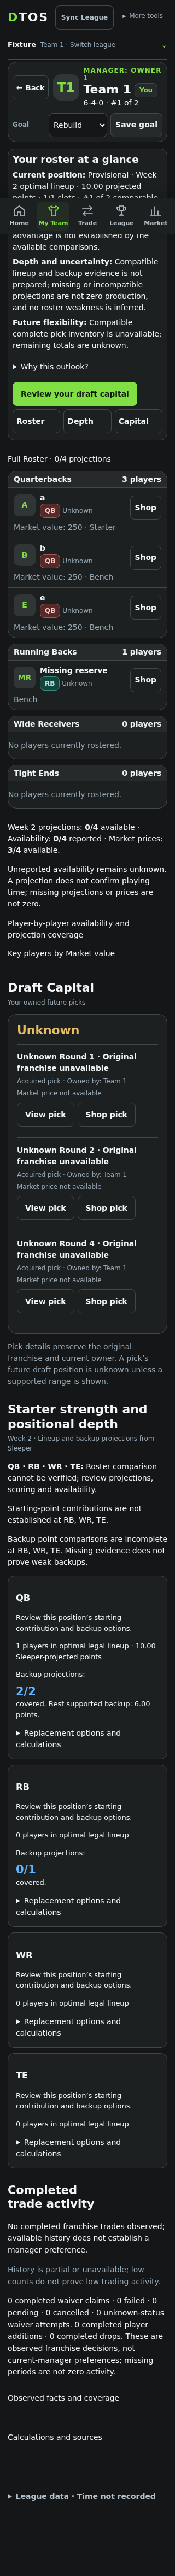 DTOS
Sync League
▸ More tools
Fixture Team 1 · Switch league
← Back
T1
MANAGER: OWNER
1
Team 1 You
6-4-0 · #1 of 2
Goal
Rebuild
Save goal
Your roster at a glance
Current position: Provisional · Week
2 optimal lineup · 10.00 projected
Home
My Team
Trade
League
Market
average is not established by the
available comparisons.
Depth and uncertainty: Compatible
lineup and backup evidence is not
prepared; missing or incomplete
projections are not zero production,
and no roster weakness is inferred.
Future flexibility: Compatible
complete pick inventory is unavailable;
remaining totals are unknown.
▸ Why this outlook?
Review your draft capital
Roster
Depth
Capital
Full Roster · 0/4 projections
Quarterbacks 3 players
A
a
QB Unknown
Shop
Market value: 250 · Starter
B
b
QB Unknown
Shop
Market value: 250 · Bench
E
e
QB Unknown
Shop
Market value: 250 · Bench
Running Backs 1 players
MR
Missing reserve
RB Unknown
Shop
Bench
Wide Receivers 0 players
No players currently rostered.
Tight Ends 0 players
No players currently rostered.
Week 2 projections: 0/4 available ·
Availability: 0/4 reported · Market prices:
3/4 available.
Unreported availability remains unknown.
A projection does not confirm playing
time; missing projections or prices are
not zero.
Player-by-player availability and
projection coverage
Key players by Market value
Draft Capital
Your owned future picks
Unknown
Unknown Round 1 · Original
franchise unavailable
Acquired pick · Owned by: Team 1
Market price not available
View pick
Shop pick
Unknown Round 2 · Original
franchise unavailable
Acquired pick · Owned by: Team 1
Market price not available
View pick
Shop pick
Unknown Round 4 · Original
franchise unavailable
Acquired pick · Owned by: Team 1
Market price not available
View pick
Shop pick
Pick details preserve the original
franchise and current owner. A pick's
future draft position is unknown unless a
supported range is shown.
Starter strength and
positional depth
Week 2 · Lineup and backup projections from
Sleeper
QB · RB · WR · TE: Roster comparison
cannot be verified; review projections,
scoring and availability.
Starting-point contributions are not
established at RB, WR, TE.
Backup point comparisons are incomplete
at RB, WR, TE. Missing evidence does not
prove weak backups.
QB
Review this position's starting
contribution and backup options.
1 players in optimal legal lineup · 10.00
Sleeper-projected points
Backup projections:
2/2
covered. Best supported backup: 6.00
points.
▸ Replacement options and
calculations
RB
Review this position's starting
contribution and backup options.
0 players in optimal legal lineup
Backup projections:
0/1
covered.
▸ Replacement options and
calculations
WR
Review this position's starting
contribution and backup options.
0 players in optimal legal lineup
▸ Replacement options and
calculations
TE
Review this position's starting
contribution and backup options.
0 players in optimal legal lineup
▸ Replacement options and
calculations
Completed
trade activity
No completed franchise trades observed;
available history does not establish a
manager preference.
History is partial or unavailable; low
counts do not prove low trading activity.
0 completed waiver claims · 0 failed · 0
pending · 0 cancelled · 0 unknown-status
waiver attempts. 0 completed player
additions · 0 completed drops. These are
observed franchise decisions, not
current-manager preferences; missing
periods are not zero activity.
Observed facts and coverage
Calculations and sources
▸ League data · Time not recorded